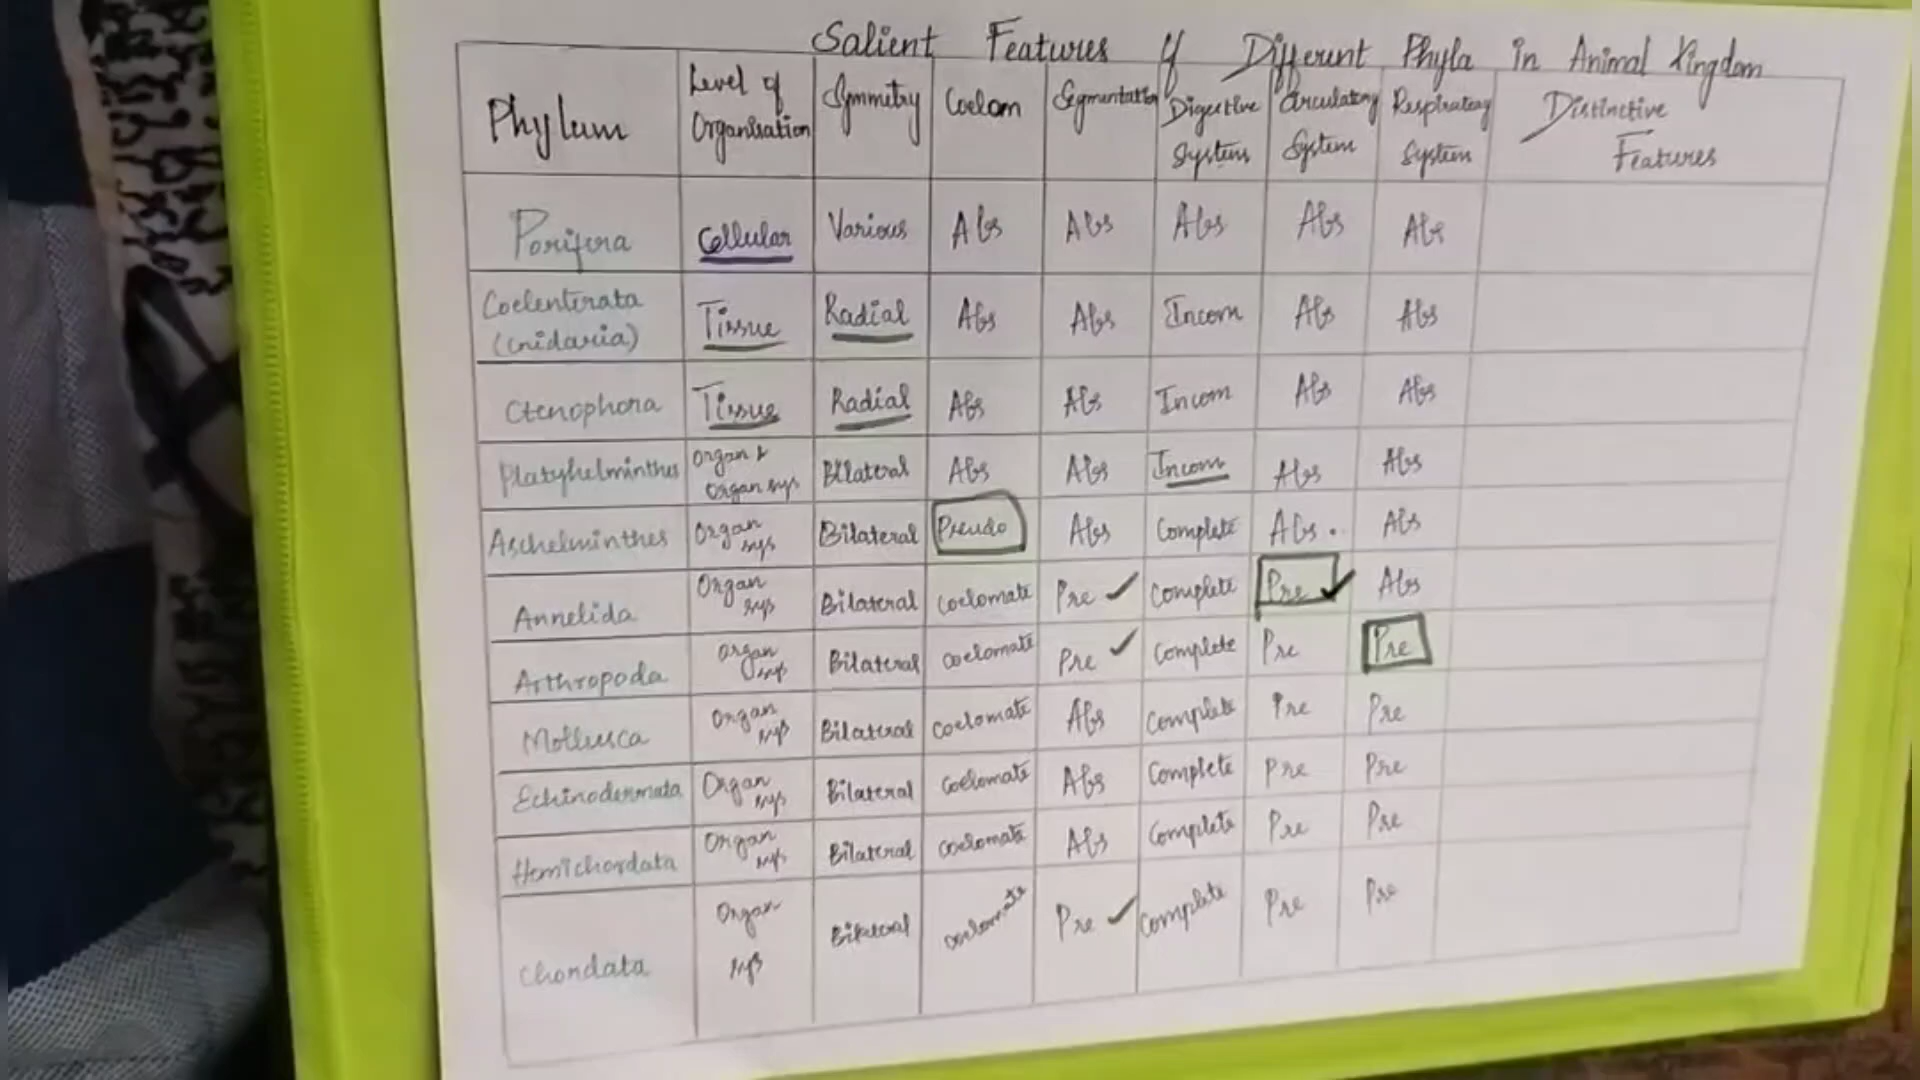 Salient Features of Different Phyla in Animal Kingdom
Phylum Level of Organisation Symmetry Coelom Segmentation Digestive System Circulatory System Respiratory System Distinctive Features
Porifera Cellular Various Abs Abs Abs Abs Abs
Coelenterata (Cnidaria) Tissue Radial Abs Abs Incom Abs Abs
Ctenophora Tissue Radial Abs Abs Incom Abs Abs
Platyhelminthes Organ & Organ sys Bilateral Abs Abs Incom Abs Abs
Aschelminthes Organ sys Bilateral Pseudo Abs Complete Abs. Abs
Annelida Organ sys Bilateral Coelomate Pre ✓ Complete Pre ✓ Abs
Arthropoda Organ sys Bilateral Coelomate Pre ✓ Complete Pre Pre
Mollusca Organ sys Bilateral Coelomate Abs Complete Pre Pre
Echinodermata Organ sys Bilateral Coelomate Abs Complete Pre Pre
Hemichordata Organ sys Bilateral Coelomate Abs Complete Pre Pre
Chordata Organ sys Bilateral Coelomate Pre ✓ Complete Pre Pre